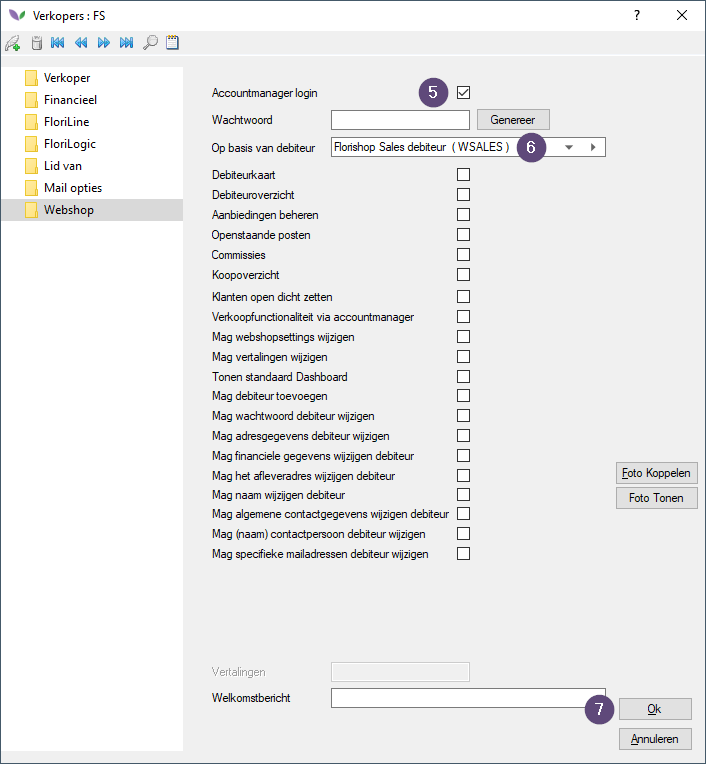 Verkopers : FS ?
Verkoper
Financieel
FloriLine
FloriLogic
Lid van
Mail opties
Webshop
Accountmanager login 5
Wachtwoord Genereer
Op basis van debiteur Florishop Sales debiteur ( WSALES ) 6
Debiteurkaart
Debiteuroverzicht
Aanbiedingen beheren
Openstaande posten
Commissies
Koopoverzicht
Klanten open dicht zetten
Verkoopfunctionaliteit via accountmanager
Mag webshopsettings wijzigen
Mag vertalingen wijzigen
Tonen standaard Dashboard
Mag debiteur toevoegen
Mag wachtwoord debiteur wijzigen
Mag adresgegevens debiteur wijzigen
Mag financiele gegevens wijzijgen debiteur
Mag het afleveradres wijzijgen debiteur
Mag naam wijzijgen debiteur
Mag algemene contactgegevens wijzigen debiteur
Mag (naam) contactpersoon debiteur wijzigen
Mag specifieke mailadressen debiteur wijzigen
Foto Koppelen
Foto Tonen
Vertalingen
Welkomstbericht
7 Ok
Annuleren